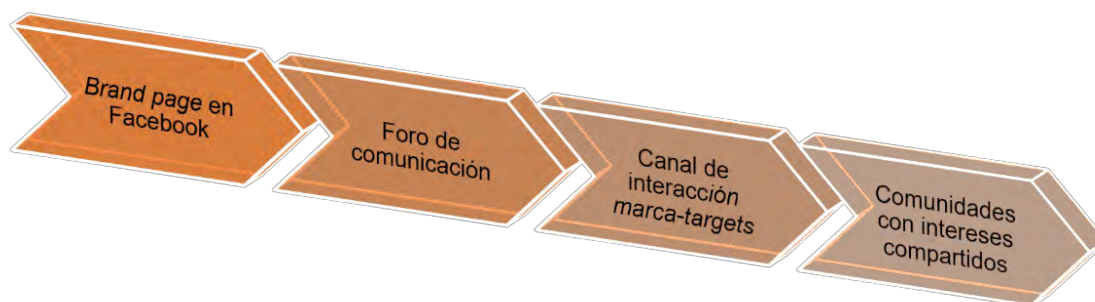 Brand page en
Facebook
Foro de
comunicación
Canal de
interacción
marca-targets
Comunidades
con intereses
compartidos